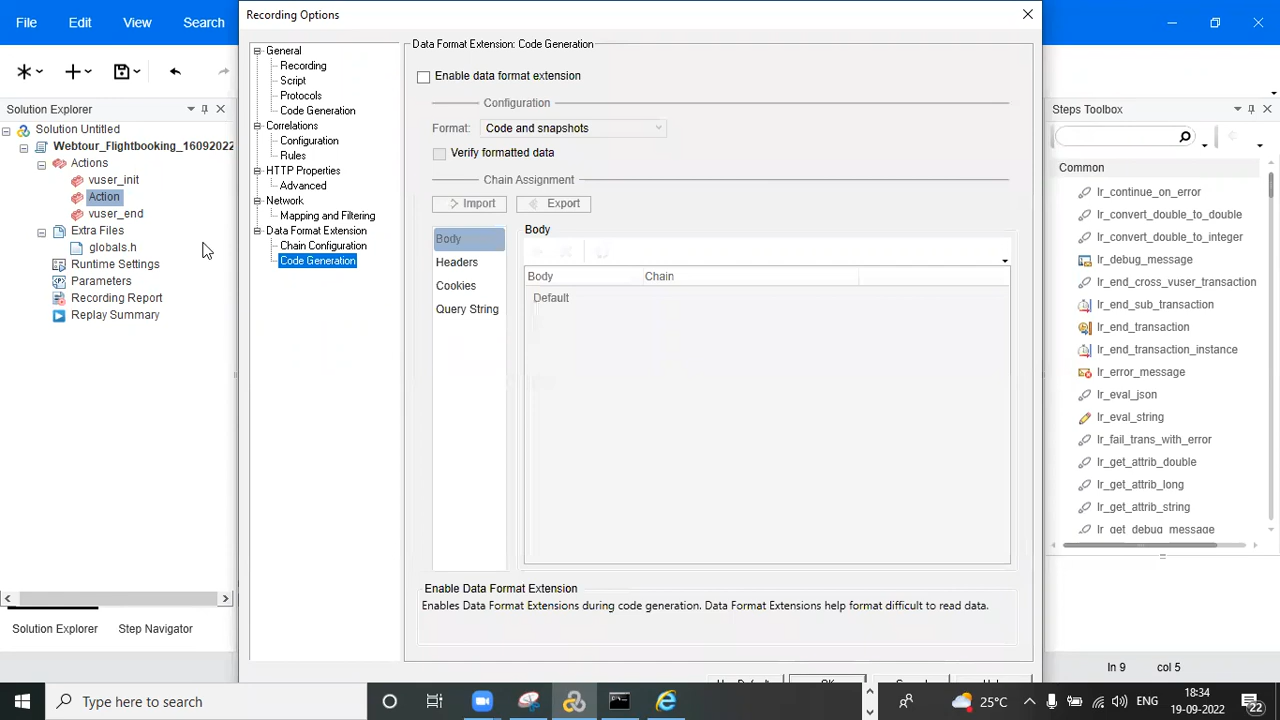 File Edit View Search
Recording Options
Solution Explorer
Solution Untitled
Webtour_Flightbooking_16092022
Actions
vuser_init
Action
vuser_end
Extra Files
globals.h
Runtime Settings
Parameters
Recording Report
Replay Summary
Solution Explorer Step Navigator
General
Recording
Script
Protocols
Code Generation
Correlations
Configuration
Rules
HTTP Properties
Advanced
Network
Mapping and Filtering
Data Format Extension
Chain Configuration
Code Generation
Data Format Extension: Code Generation
Enable data format extension
Configuration
Format: Code and snapshots
Verify formatted data
Chain Assignment
Import Export
Body
Headers
Cookies
Query String
Body
Body Chain
Default
Enable Data Format Extension
Enables Data Format Extensions during code generation. Data Format Extensions help format difficult to read data.
Steps Toolbox
Common
lr_continue_on_error
lr_convert_double_to_double
lr_convert_double_to_integer
lr_debug_message
lr_end_cross_vuser_transaction
lr_end_sub_transaction
lr_end_transaction
lr_end_transaction_instance
lr_error_message
lr_eval_json
lr_eval_string
lr_fail_trans_with_error
lr_get_attrib_double
lr_get_attrib_long
lr_get_attrib_string
lr_get_debug_message
ln 9 col 5
Type here to search
25°C
ENG
18:34
19-09-2022
22